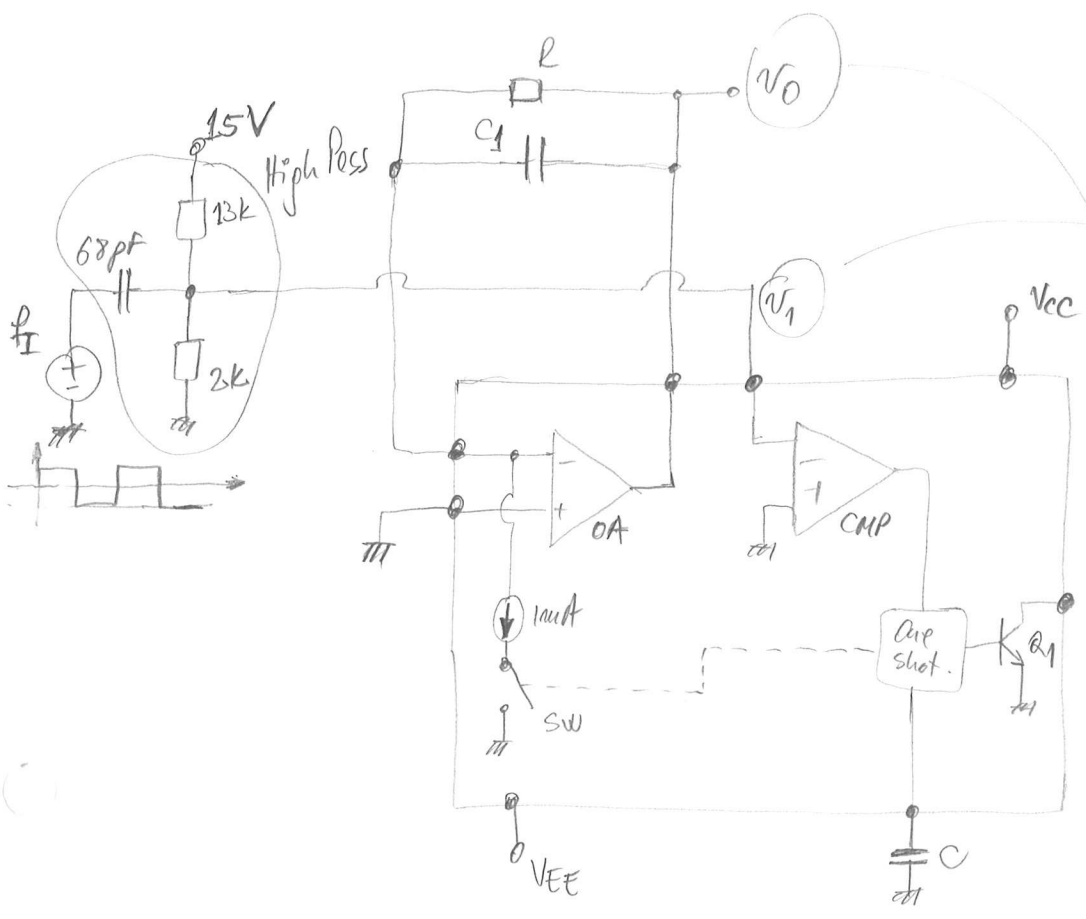 R
v0
15V
C1
High Pass
13k
68pF
v1
Vcc
fI
+
-
2k
-
+
OA
-
+
CMP
1mA
One
shot.
Q1
SW
C
VEE